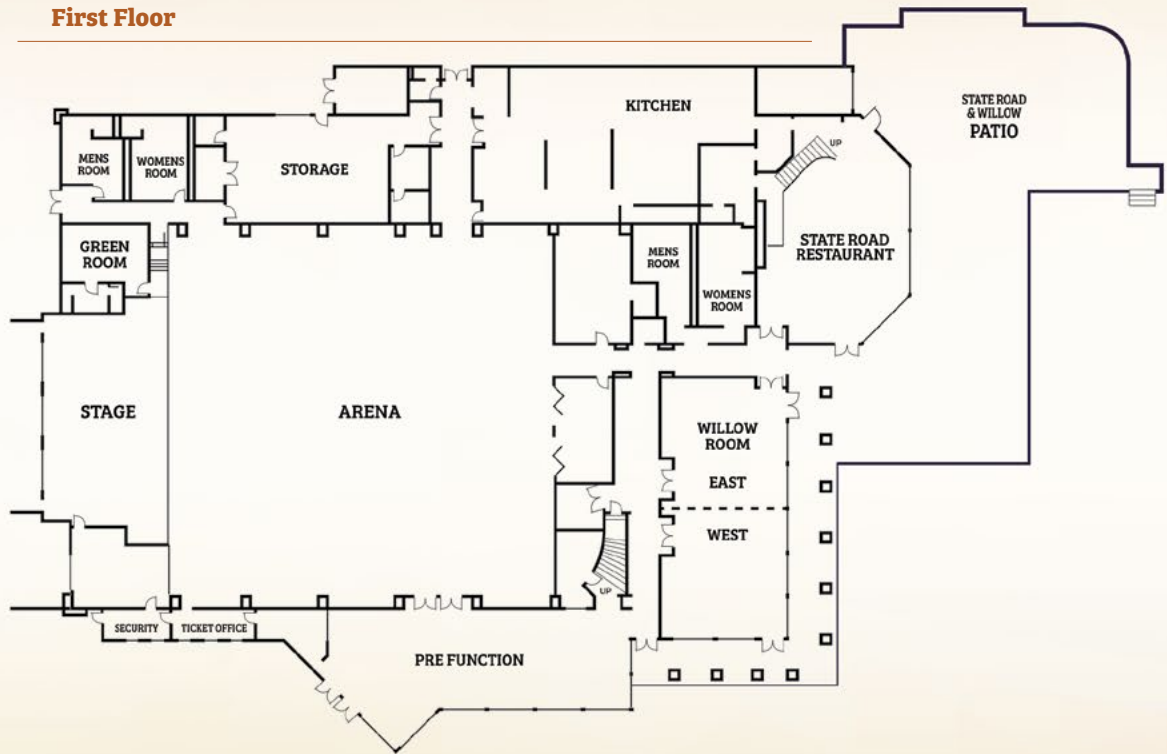 First Floor
STATE ROAD
& WILLOW
PATIO
KITCHEN
UP
MENS
ROOM
WOMENS
ROOM
STORAGE
GREEN
ROOM
MENS
ROOM
WOMENS
ROOM
STATE ROAD
RESTAURANT
STAGE
ARENA
WILLOW
ROOM
EAST
WEST
UP
SECURITY
TICKET OFFICE
PRE FUNCTION